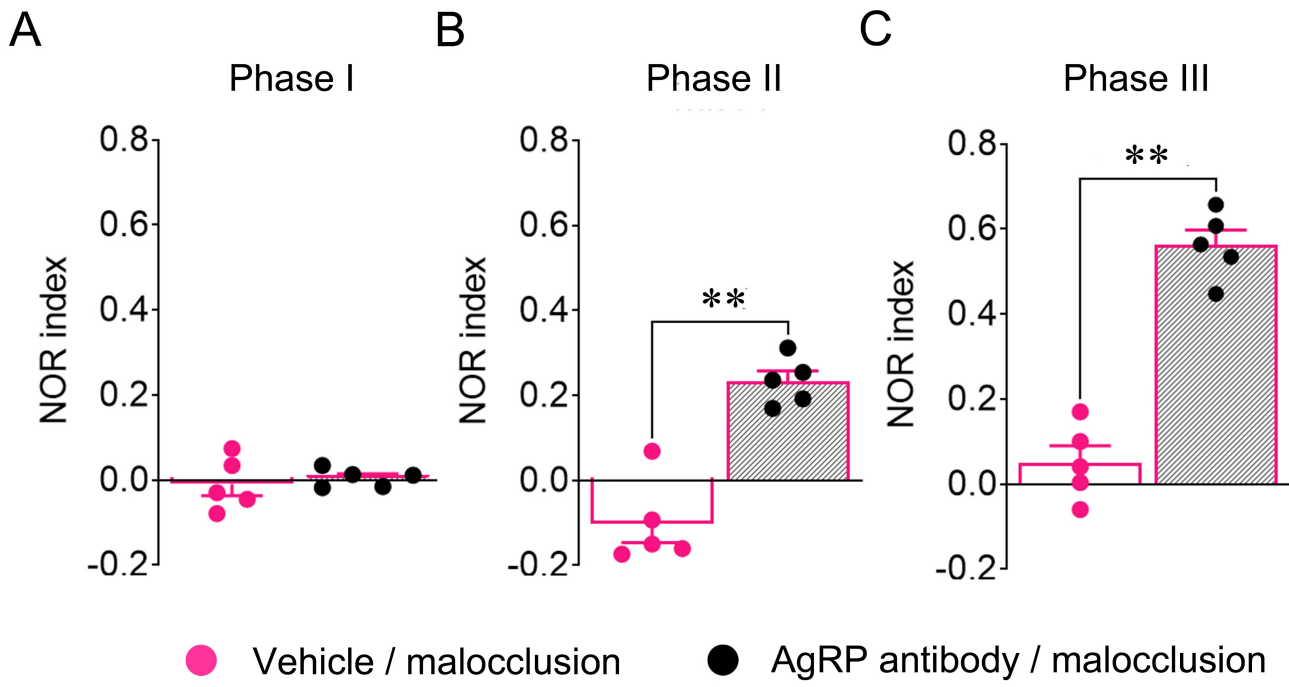 A
Phase I
0.8
0.6
0.4
0.2
0.0
-0.2
NOR index
B
Phase II
0.8
0.6
0.4
0.2
0.0
-0.2
NOR index
**
C
Phase III
0.8
0.6
0.4
0.2
0.0
-0.2
NOR index
**
Vehicle / malocclusion
AgRP antibody / malocclusion